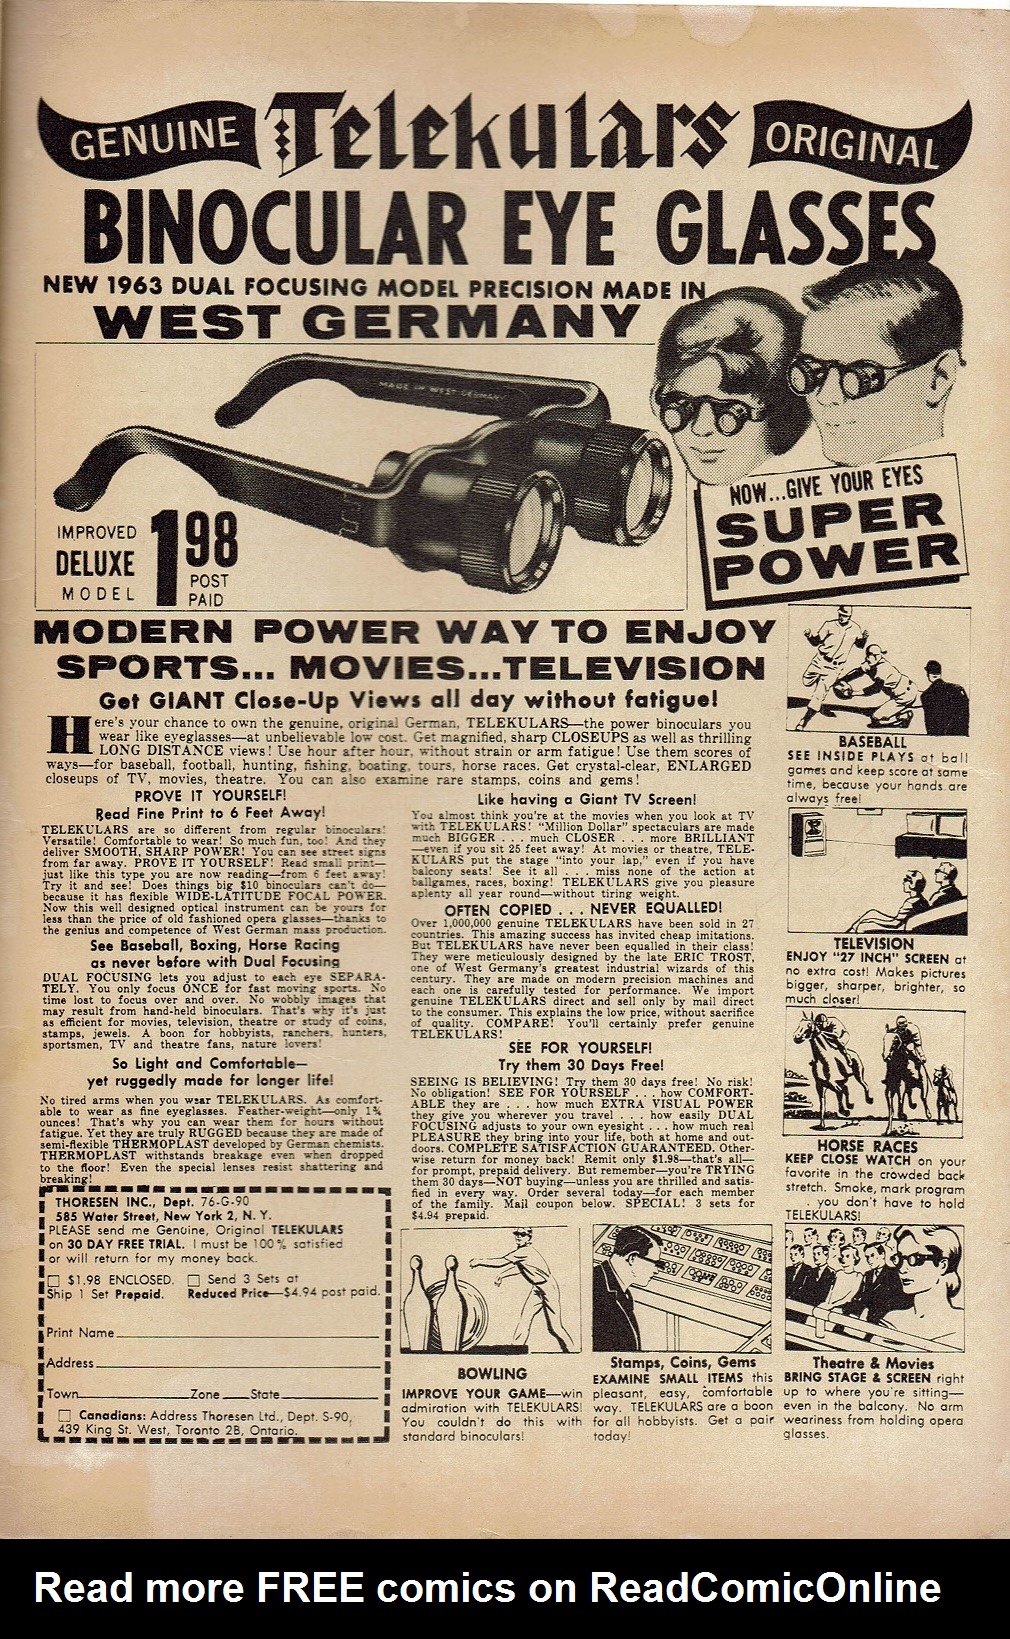 GENUINE Telekulars ORIGINAL
BINOCULAR EYE GLASSES
NEW 1963 DUAL FOCUSING MODEL PRECISION MADE IN
WEST GERMANY
MADE IN WEST GERMANY
IMPROVED
DELUXE
MODEL
1 98
POST
PAID
NOW...GIVE YOUR EYES
SUPER
POWER
MODERN POWER WAY TO ENJOY
SPORTS... MOVIES...TELEVISION
Get GIANT Close-Up Views all day without fatigue!
Here's your chance to own the genuine, original German, TELEKULARS—the power binoculars you
wear like eyeglasses—at unbelievable low cost. Get magnified, sharp CLOSEUPS as well as thrilling
LONG DISTANCE views! Use hour after hour, without strain or arm fatigue! Use them scores of
ways—for baseball, football, hunting, fishing, boating, tours, horse races. Get crystal-clear, ENLARGED
closeups of TV, movies, theatre. You can also examine rare stamps, coins and gems!
PROVE IT YOURSELF!
Read Fine Print to 6 Feet Away!
TELEKULARS are so different from regular binoculars!
Versatile! Comfortable to wear! So much fun, too! And they
deliver SMOOTH, SHARP POWER! You can see street signs
from far away. PROVE IT YOURSELF! Read small print—
just like this type you are now reading—from 6 feet away!
Try it and see! Does things big $10 binoculars can't do—
because it has flexible WIDE-LATITUDE FOCAL POWER.
Now this well designed optical instrument can be yours for
less than the price of old fashioned opera glasses—thanks to
the genius and competence of West German mass production.
See Baseball, Boxing, Horse Racing
as never before with Dual Focusing
DUAL FOCUSING lets you adjust to each eye SEPARA-
TELY. You only focus ONCE for fast moving sports. No
time lost to focus over and over. No wobbly images that
may result from hand-held binoculars. That's why it's just
as efficient for movies, television, theatre or study of coins,
stamps, jewels. A boon for hobbyists, ranchers, hunters,
sportsmen, TV and theatre fans, nature lovers!
So Light and Comfortable—
yet ruggedly made for longer life!
No tired arms when you wear TELEKULARS. As comfort-
able to wear as fine eyeglasses. Feather-weight—only 1¾
ounces! That's why you can wear them for hours without
fatigue. Yet they are truly RUGGED because they are made of
semi-flexible THERMOPLAST developed by German chemists.
THERMOPLAST withstands breakage even when dropped
to the floor! Even the special lenses resist shattering and
breaking!
THORESEN INC., Dept. 76-G-90
585 Water Street, New York 2, N. Y.
PLEASE send me Genuine, Original TELEKULARS
on 30 DAY FREE TRIAL. I must be 100% satisfied
or will return for my money back.
$1.98 ENCLOSED. Send 3 Sets at
Ship 1 Set Prepaid. Reduced Price—$4.94 post paid.
Print Name
Address
Town Zone State
Canadians: Address Thoresen Ltd., Dept. S-90,
439 King St. West, Toronto 2B, Ontario.
Like having a Giant TV Screen!
You almost think you're at the movies when you look at TV
with TELEKULARS! "Million Dollar" spectaculars are made
much BIGGER . . . much CLOSER . . . more BRILLIANT
—even if you sit 25 feet away! At movies or theatre, TELE-
KULARS put the stage "into your lap," even if you have
balcony seats! See it all . . . miss none of the action at
ballgames, races, boxing! TELEKULARS give you pleasure
aplenty all year round—without tiring weight.
OFTEN COPIED . . . NEVER EQUALLED!
Over 1,000,000 genuine TELEKULARS have been sold in 27
countries. This amazing success has invited cheap imitations.
But TELEKULARS have never been equalled in their class!
They were meticulously designed by the late ERIC TROST,
one of West Germany's greatest industrial wizards of this
century. They are made on modern precision machines and
each one is carefully tested for performance. We import
genuine TELEKULARS direct and sell only by mail direct
to the consumer. This explains the low price, without sacrifice
of quality. COMPARE! You'll certainly prefer genuine
TELEKULARS!
SEE FOR YOURSELF!
Try them 30 Days Free!
SEEING IS BELIEVING! Try them 30 days free! No risk!
No obligation! SEE FOR YOURSELF . . . how COMFORT-
ABLE they are . . . how much EXTRA VISUAL POWER
they give you wherever you travel . . . how easily DUAL
FOCUSING adjusts to your own eyesight . . . how much real
PLEASURE they bring into your life, both at home and out-
doors. COMPLETE SATISFACTION GUARANTEED. Other-
wise return for money back! Remit only $1.98—that's all—
for prompt, prepaid delivery. But remember—you're TRYING
them 30 days—NOT buying—unless you are thrilled and satis-
fied in every way. Order several today—for each member
of the family. Mail coupon below. SPECIAL! 3 sets for
$4.94 prepaid.
BASEBALL
SEE INSIDE PLAYS at ball
games and keep score at same
time, because your hands are
always free!
TELEVISION
ENJOY "27 INCH" SCREEN at
no extra cost! Makes pictures
bigger, sharper, brighter, so
much closer!
HORSE RACES
KEEP CLOSE WATCH on your
favorite in the crowded back
stretch. Smoke, mark program
. . you don't have to hold
TELEKULARS!
BOWLING
IMPROVE YOUR GAME—win
admiration with TELEKULARS!
You couldn't do this with
standard binoculars!
Stamps, Coins, Gems
EXAMINE SMALL ITEMS this
pleasant, easy, comfortable
way. TELEKULARS are a boon
for all hobbyists. Get a pair
today!
Theatre & Movies
BRING STAGE & SCREEN right
up to where you're sitting—
even in the balcony. No arm
weariness from holding opera
glasses.
Read more FREE comics on ReadComicOnline